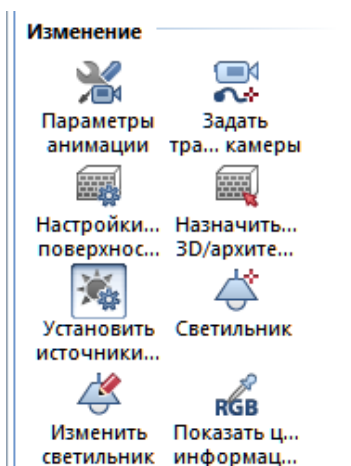 Изменение
Параметры
анимации
Задать
тра... камеры
Настройки...
поверхнос...
Назначить...
3D/архите...
Установить
источники...
Светильник
RGB
Изменить
светильник
Показать ц...
информац...